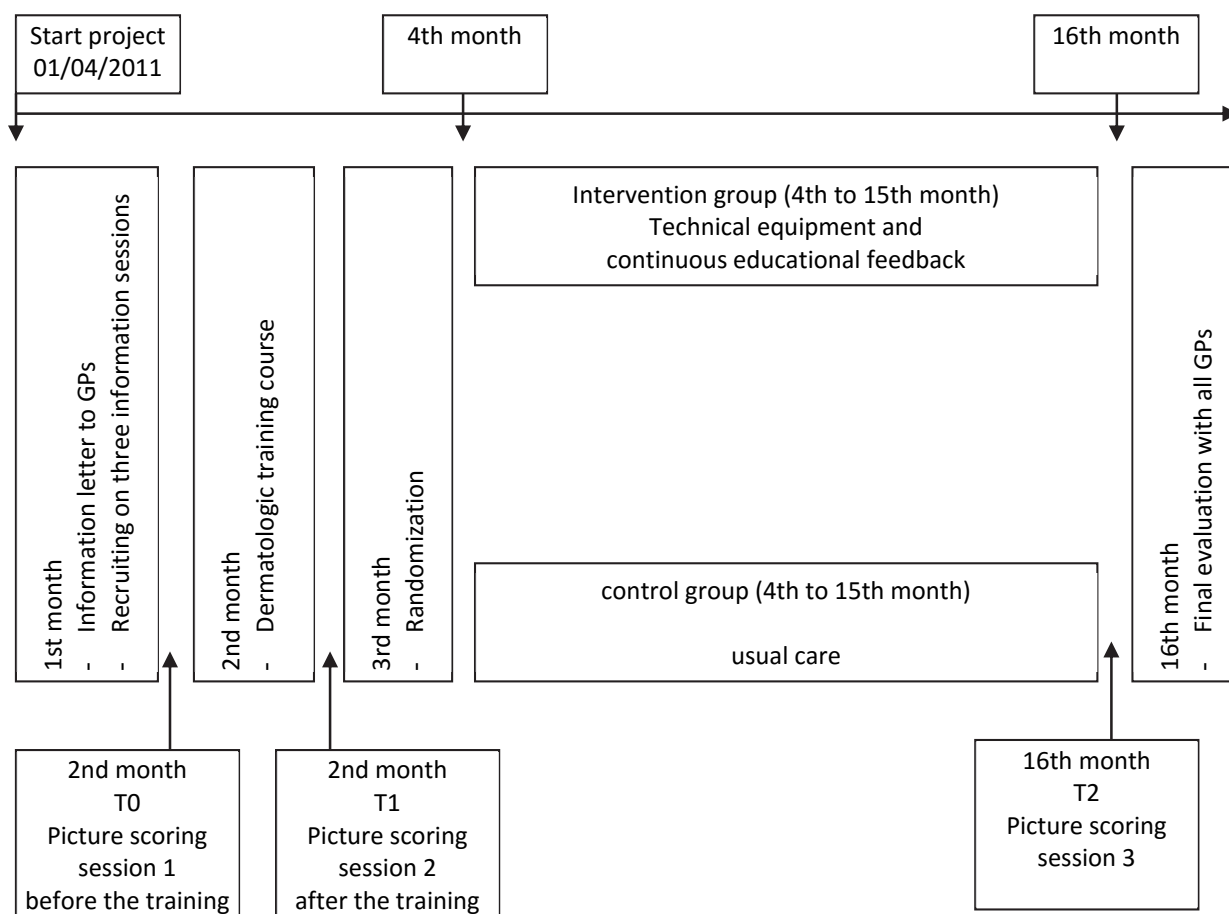 Start project
01/04/2011
4th month
16th month
1st month
- Information letter to GPs
- Recruiting on three information sessions
2nd month
- Dermatologic training course
3rd month
- Randomization
Intervention group (4th to 15th month)
Technical equipment and
continuous educational feedback
control group (4th to 15th month)
usual care
16th month
- Final evaluation with all GPs
2nd month
T0
Picture scoring
session 1
before the training
2nd month
T1
Picture scoring
session 2
after the training
16th month
T2
Picture scoring
session 3